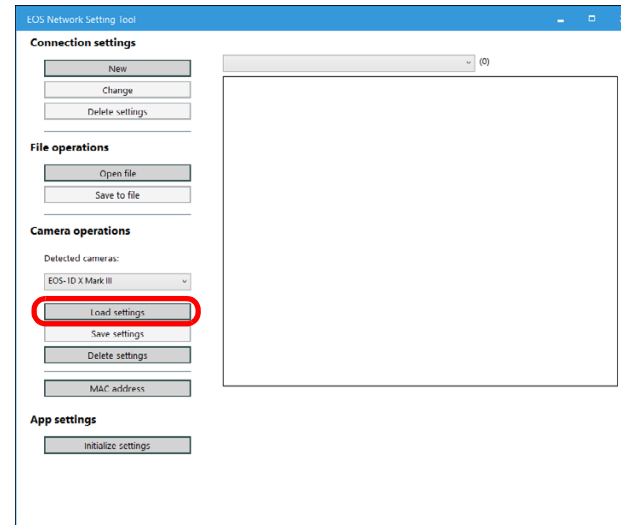 EOS Network Setting Tool
Connection settings
New
(0)
Change
Delete settings
File operations
Open file
Save to file
Camera operations
Detected cameras:
EOS-1D X Mark III
Load settings
Save settings
Delete settings
MAC address
App settings
Initialize settings